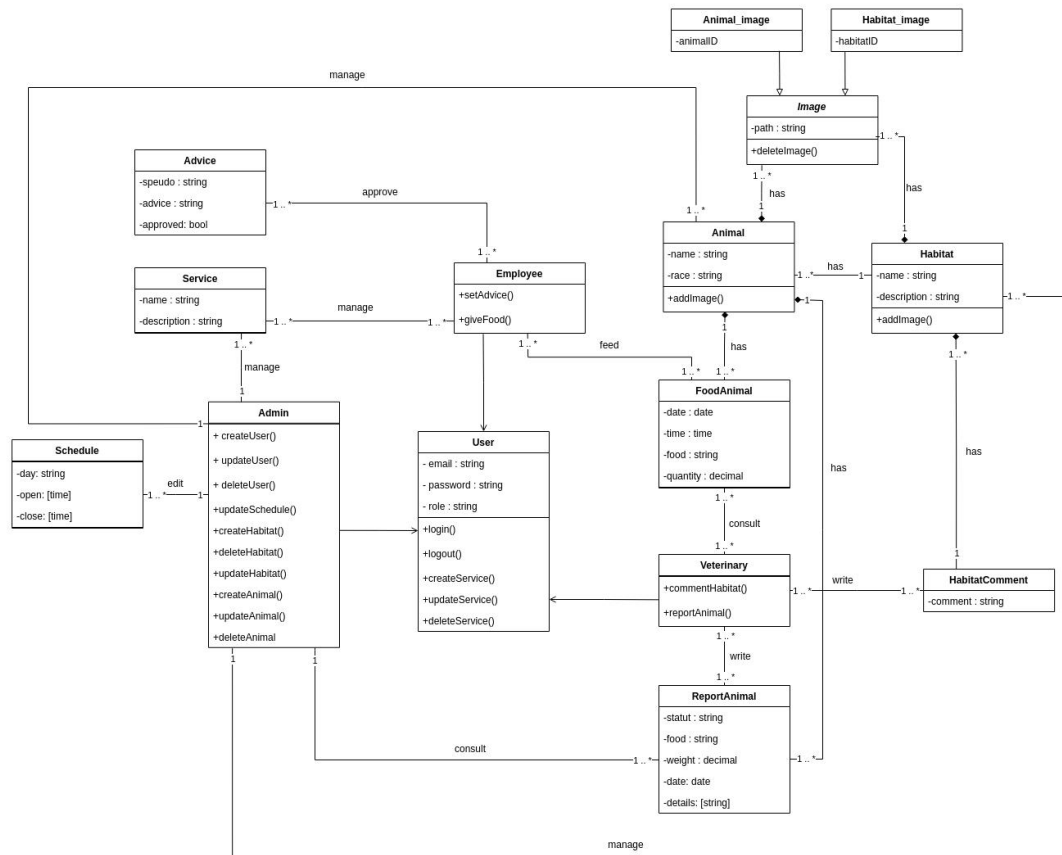 Animal_image
-animalID
Habitat_image
-habitatID
manage
Image
-path : string
+deleteImage()
1 .. *
1 .. *
has
has
1
1
Advice
-speudo : string
-advice : string
-approved: bool
1 .. *
approve
1 .. *
1 .. *
Animal
-name : string
-race : string
+addImage()
1 .. *
has
1
Habitat
-name : string
-description : string
+addImage()
1 .. *
Service
-name : string
-description : string
1 .. *
manage
1 .. *
Employee
+setAdvice()
+giveFood()
1 .. *
feed
1
1
has
1 .. *
1 .. *
1 .. *
manage
1
1 .. *
FoodAnimal
-date : date
-time : time
-food : string
-quantity : decimal
1
Admin
+ createUser()
+ updateUser()
+ deleteUser()
+updateSchedule()
+createHabitat()
+deleteHabitat()
+updateHabitat()
+createAnimal()
+updateAnimal()
+deleteAnimal
Schedule
-day: string
-open: [time]
-close: [time]
1 .. *
edit
1
User
- email : string
- password : string
- role : string
+login()
+logout()
+createService()
+updateService()
+deleteService()
has
has
1 .. *
consult
1 .. *
1
Veterinary
+commentHabitat()
+reportAnimal()
1 .. *
write
1 .. *
HabitatComment
-comment : string
1 .. *
write
1 .. *
1
1
ReportAnimal
-statut : string
-food : string
-weight : decimal
-date: date
-details: [string]
consult
1 .. *
1 .. *
manage